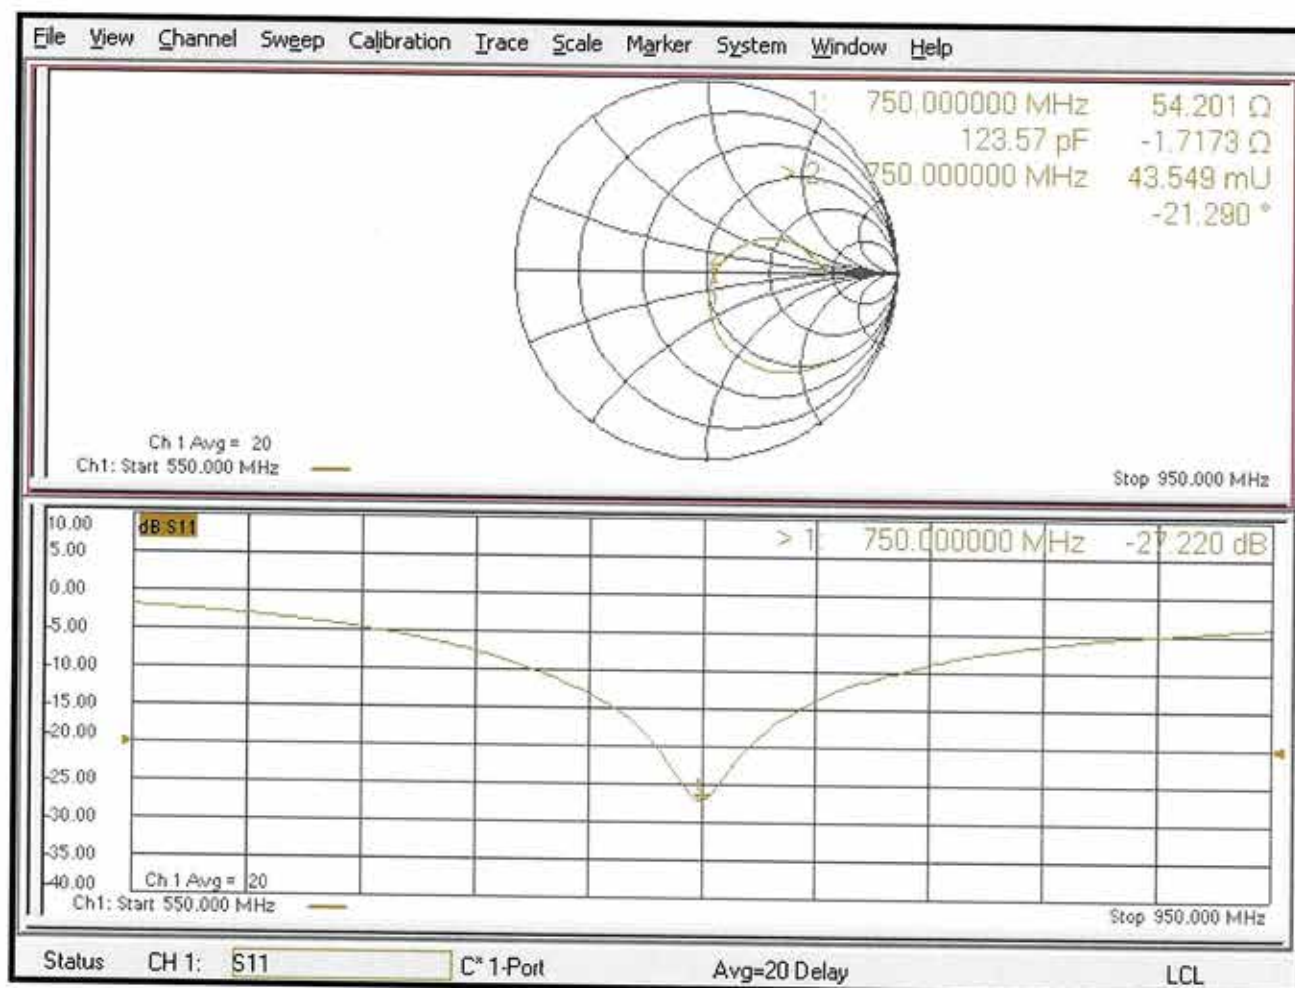 File View Channel Sweep Calibration Trace Scale Marker System Window Help
1: 750.000000 MHz 54.201 Ω
123.57 pF -1.7173 Ω
> 2: 750.000000 MHz 43.549 mU
-21.290 °
Ch 1 Avg = 20
Ch1: Start 550.000 MHz
Stop 950.000 MHz
10.00
dB S11
> 1: 750.000000 MHz -27.220 dB
5.00
0.00
-5.00
-10.00
-15.00
-20.00
-25.00
-30.00
-35.00
-40.00
1
Ch 1 Avg = 20
Ch1: Start 550.000 MHz
Stop 950.000 MHz
Status CH 1: S11 C* 1-Port Avg=20 Delay LCL